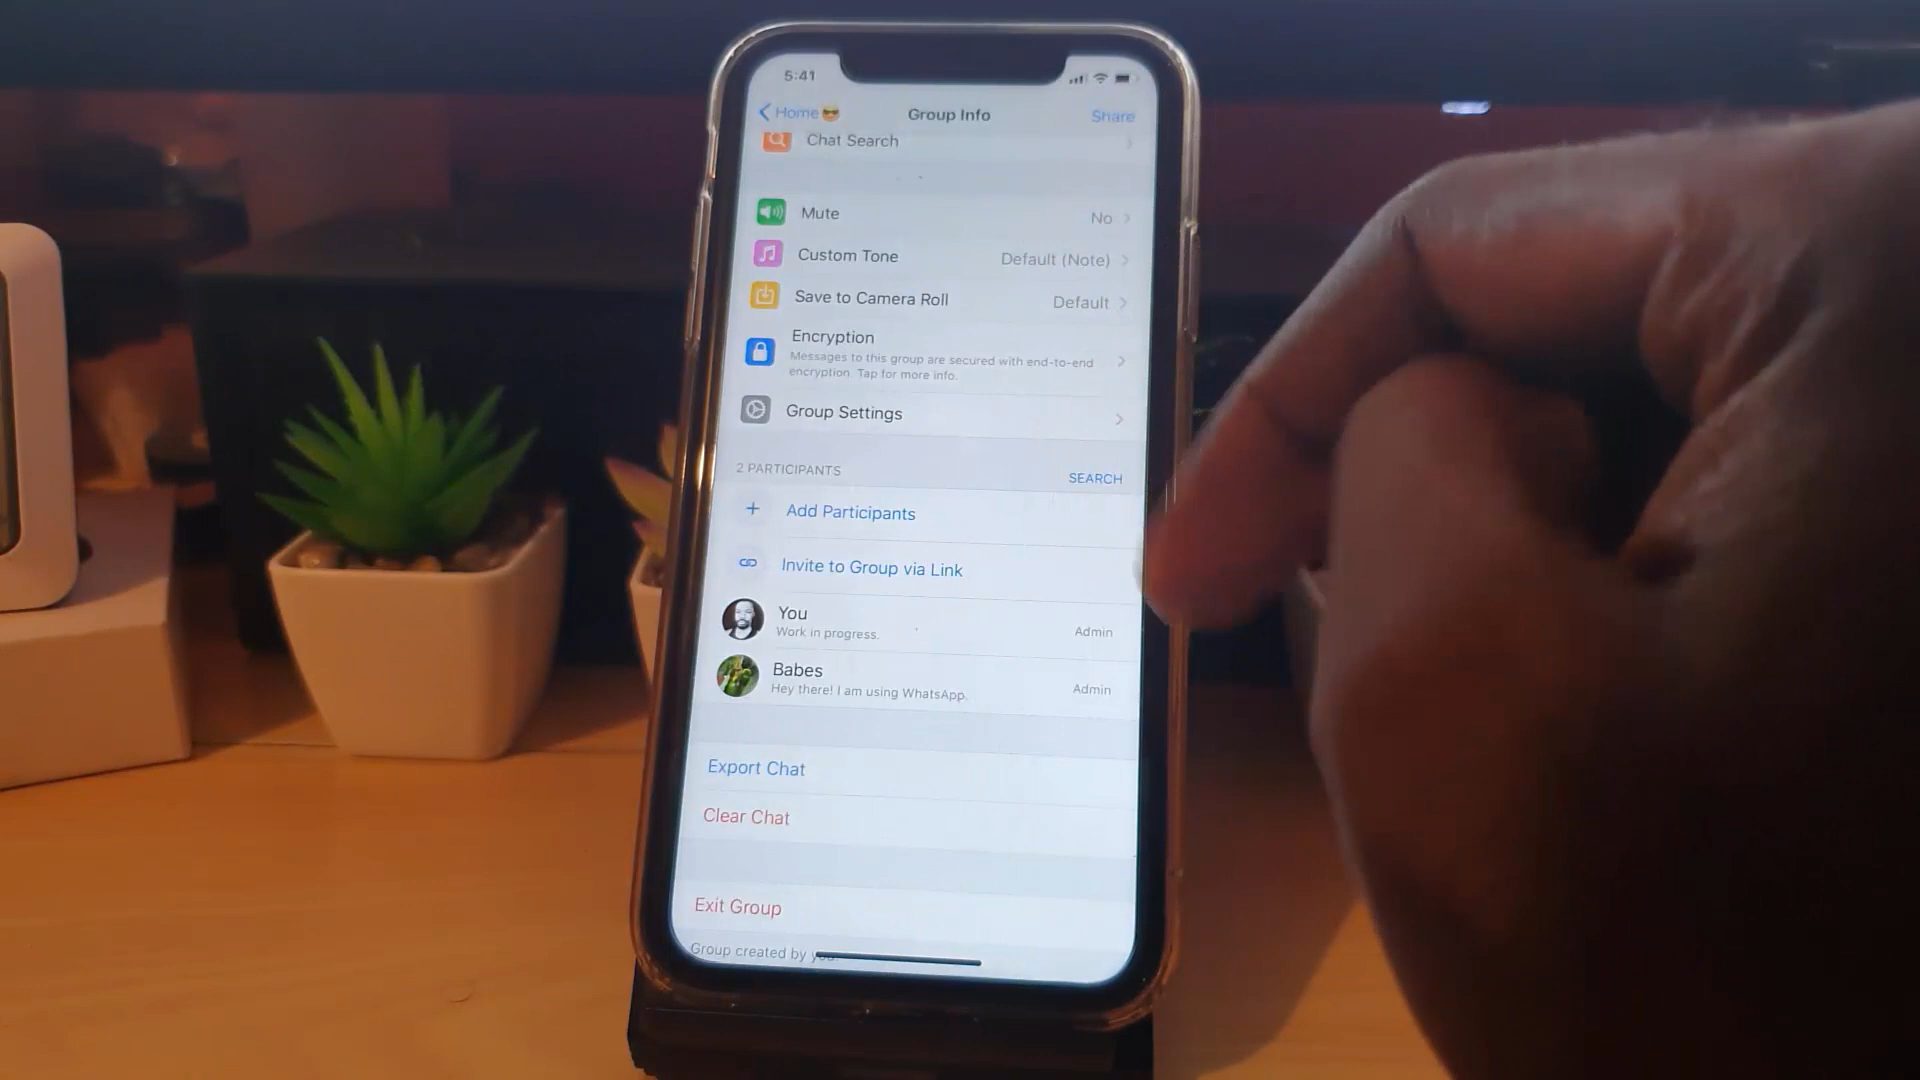 5:41
Home😎 Group Info Share
Chat Search
Mute No
Custom Tone Default (Note)
Save to Camera Roll Default
Encryption
Messages to this group are secured with end-to-end
encryption. Tap for more info.
Group Settings
2 PARTICIPANTS SEARCH
Add Participants
Invite to Group via Link
You
Work in progress. Admin
Babes
Hey there! I am using WhatsApp. Admin
Export Chat
Clear Chat
Exit Group
Group created by you.